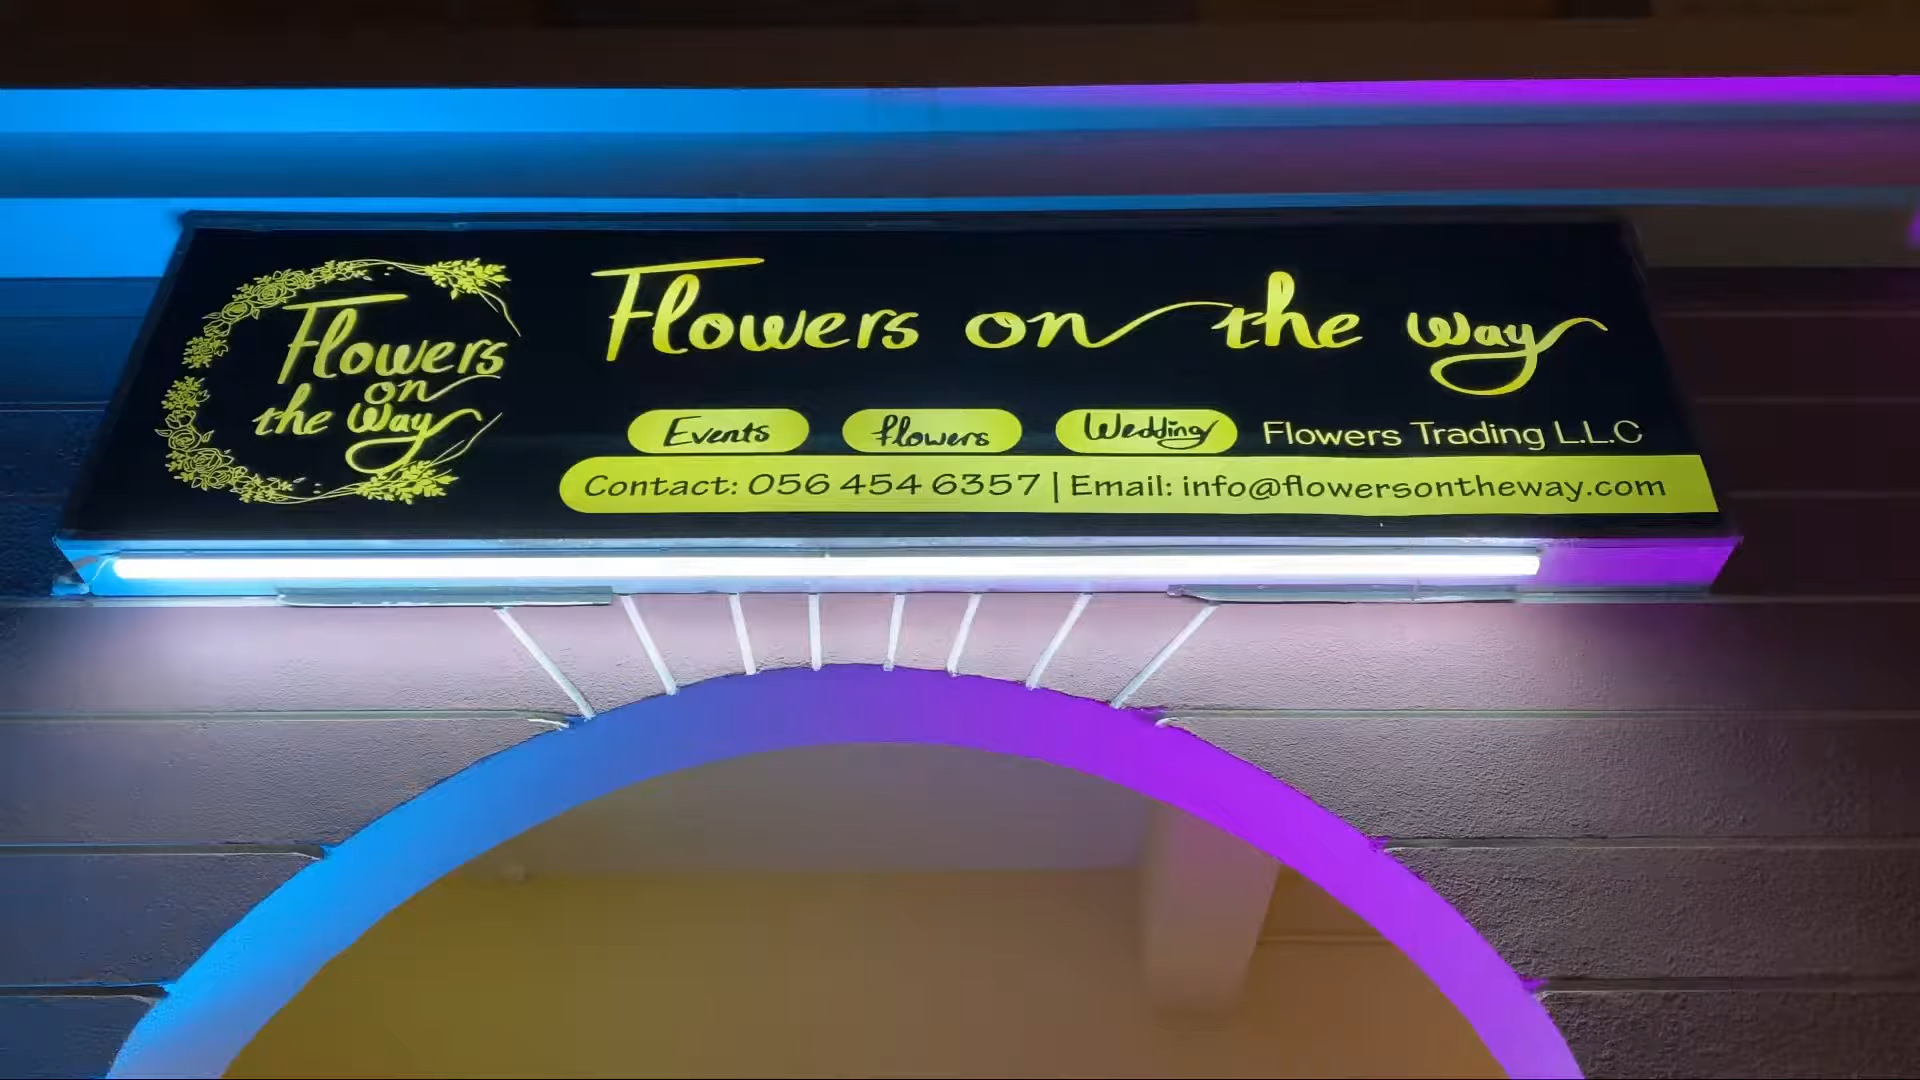 Flowers
on
the Way
Flowers on the way
Events Flowers Wedding Flowers Trading L.L.C
Contact: 056 454 6357 | Email: info@flowersontheway.com